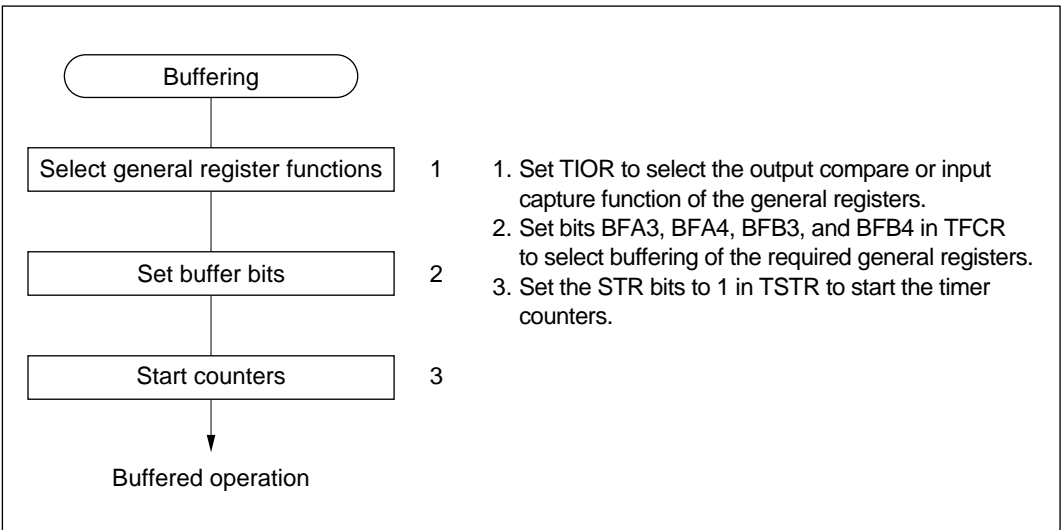 Buffering
Select general register functions 1
Set buffer bits 2
Start counters 3
Buffered operation
1. Set TIOR to select the output compare or input
capture function of the general registers.
2. Set bits BFA3, BFA4, BFB3, and BFB4 in TFCR
to select buffering of the required general registers.
3. Set the STR bits to 1 in TSTR to start the timer
counters.